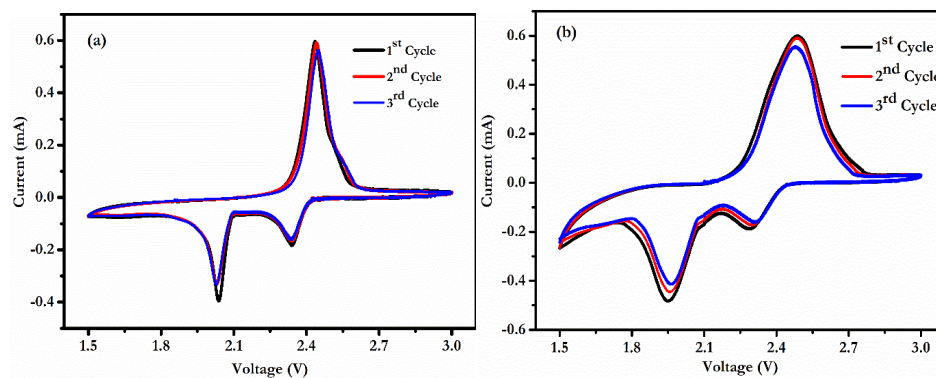 (a)
1st Cycle
2nd Cycle
3rd Cycle
Current (mA)
0.6
0.4
0.2
0.0
-0.2
-0.4
1.5
1.8
2.1
2.4
2.7
3.0
Voltage (V)
(b)
1st Cycle
2nd Cycle
3rd Cycle
Current (mA)
0.6
0.4
0.2
0.0
-0.2
-0.4
-0.6
1.5
1.8
2.1
2.4
2.7
3.0
Voltage (V)